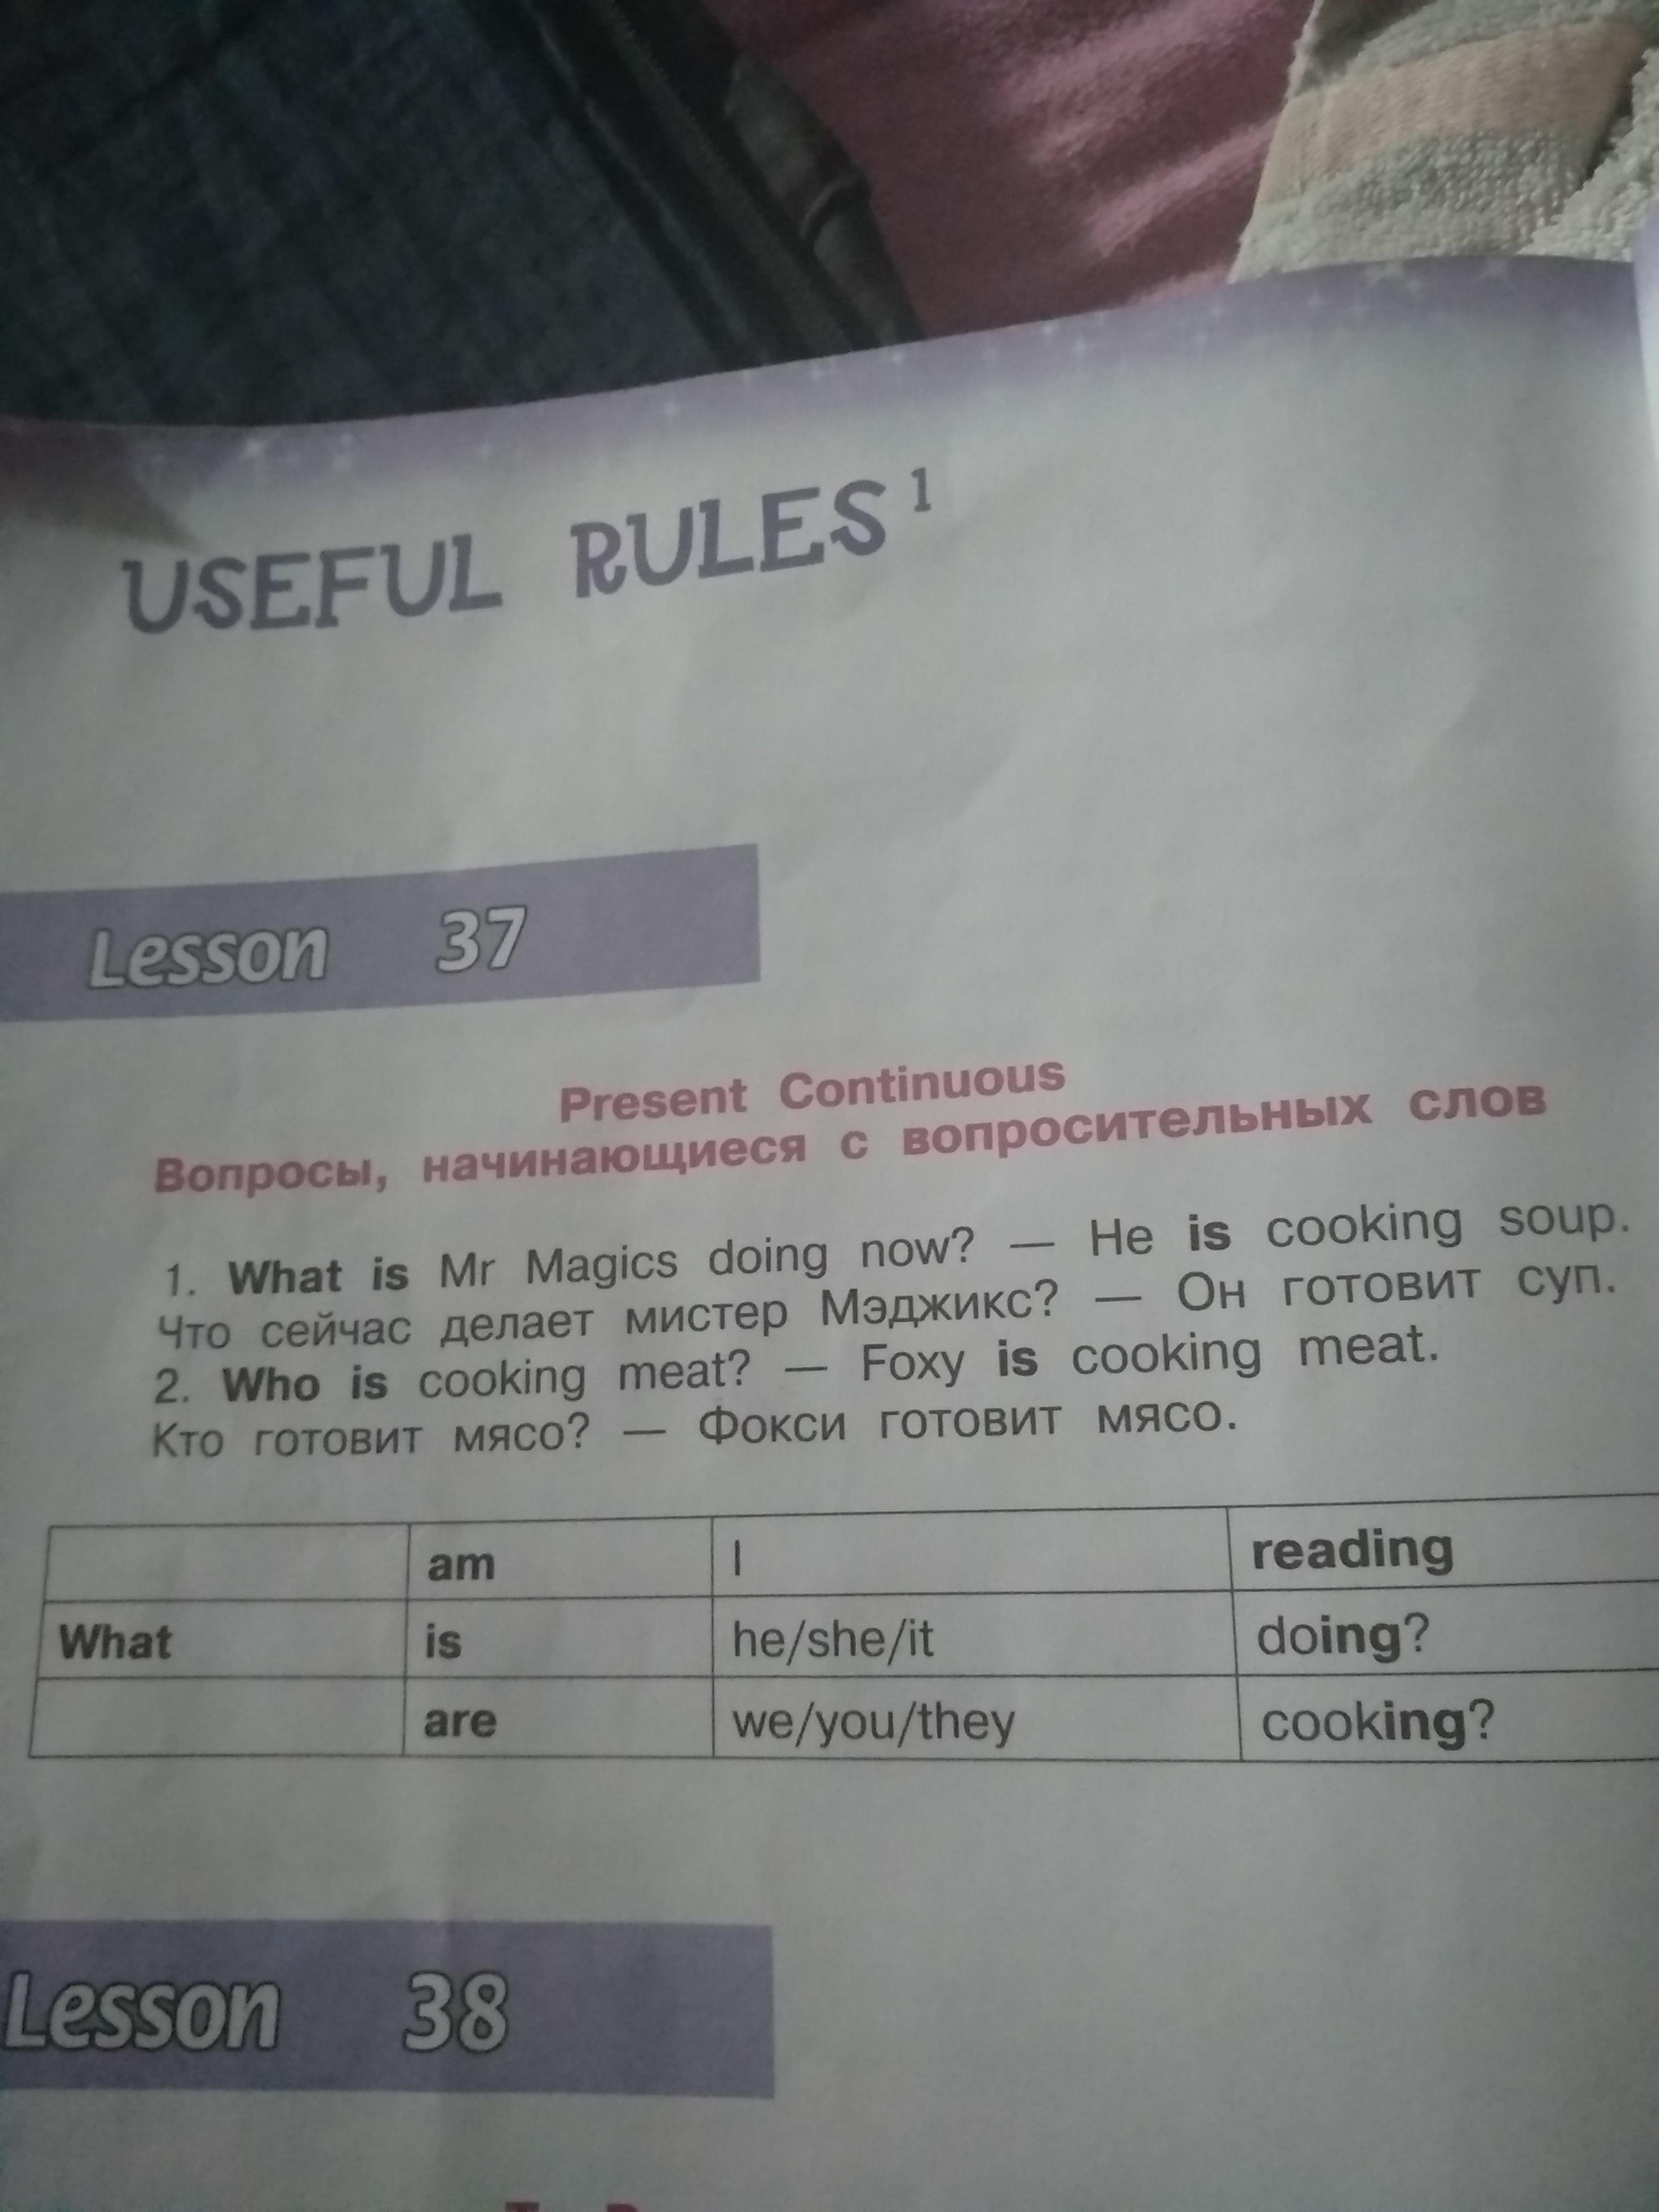 USEFUL RULES¹
Lesson 37
Present Continuous
Вопросы, начинающиеся с вопросительных слов
1. What is Mr Magics doing now? — He is cooking soup.
Что сейчас делает мистер Мэджикс? — Он готовит суп.
2. Who is cooking meat? — Foxy is cooking meat.
Кто готовит мясо? — Фокси готовит мясо.
am I reading
What is he/she/it doing?
are we/you/they cooking?
Lesson 38